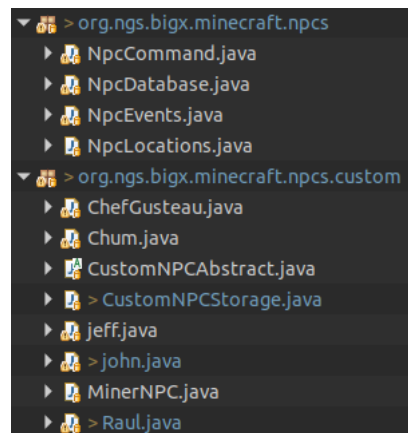 > org.ngs.bigx.minecraft.npcs
NpcCommand.java
NpcDatabase.java
NpcEvents.java
NpcLocations.java
> org.ngs.bigx.minecraft.npcs.custom
ChefGusteau.java
Chum.java
CustomNPCAbstract.java
> CustomNPCStorage.java
jeff.java
> john.java
MinerNPC.java
> Raul.java